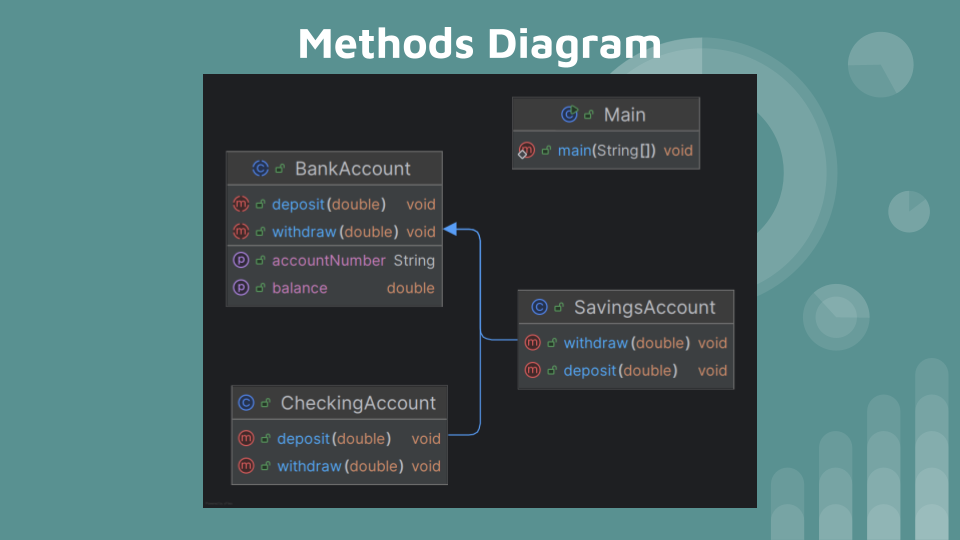 Methods Diagram
Main
main(String[]) void
BankAccount
deposit(double) void
withdraw(double) void
accountNumber String
balance double
SavingsAccount
withdraw(double) void
deposit(double) void
CheckingAccount
deposit(double) void
withdraw(double) void